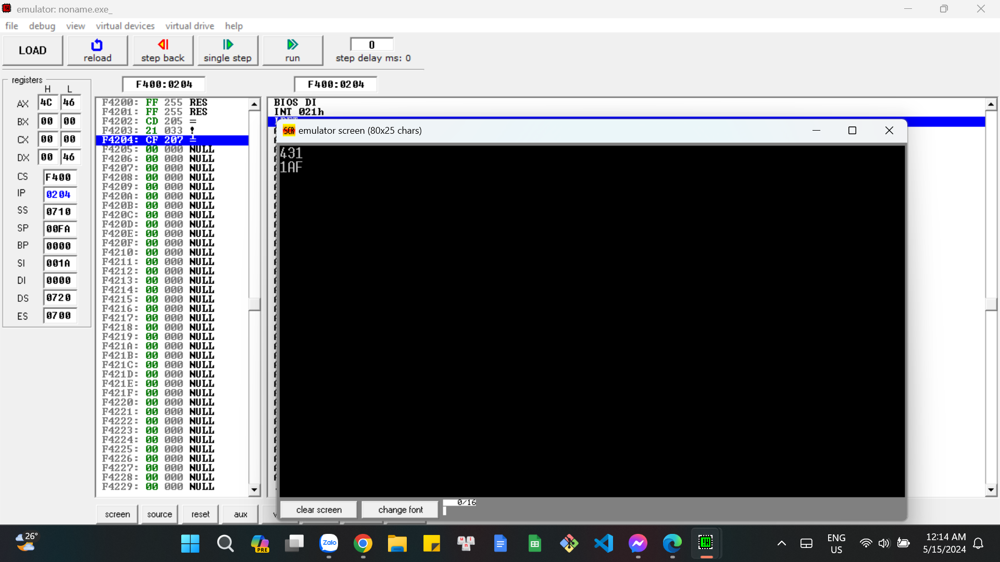 emulator: noname.exe_
file debug view virtual devices virtual drive help
LOAD reload step back single step run
0
step delay ms: 0
registers
H L
AX 4C 46
BX 00 00
CX 00 00
DX 00 46
CS F400
IP 0204
SS 0710
SP 00FA
BP 0000
SI 001A
DI 0000
DS 0720
ES 0700
F400:0204
F400:0204
F4200: FF 255 RES
F4201: FF 255 RES
F4202: CD 205 =
F4203: 21 033 !
F4204: CF 207 ╧
F4205: 00 000 NULL
F4206: 00 000 NULL
F4207: 00 000 NULL
F4208: 00 000 NULL
F4209: 00 000 NULL
F420A: 00 000 NULL
F420B: 00 000 NULL
F420C: 00 000 NULL
F420D: 00 000 NULL
F420E: 00 000 NULL
F420F: 00 000 NULL
F4210: 00 000 NULL
F4211: 00 000 NULL
F4212: 00 000 NULL
F4213: 00 000 NULL
F4214: 00 000 NULL
F4215: 00 000 NULL
F4216: 00 000 NULL
F4217: 00 000 NULL
F4218: 00 000 NULL
F4219: 00 000 NULL
F421A: 00 000 NULL
F421B: 00 000 NULL
F421C: 00 000 NULL
F421D: 00 000 NULL
F421E: 00 000 NULL
F421F: 00 000 NULL
F4220: 00 000 NULL
F4221: 00 000 NULL
F4222: 00 000 NULL
F4223: 00 000 NULL
F4224: 00 000 NULL
F4225: 00 000 NULL
F4226: 00 000 NULL
F4227: 00 000 NULL
F4228: 00 000 NULL
F4229: 00 000 NULL
BIOS DI
INT 021h
SCR emulator screen (80x25 chars)
431
1AF
clear screen change font 0/16
screen source reset aux
26°
PRE
Zalo
ENG
US
12:14 AM
5/15/2024